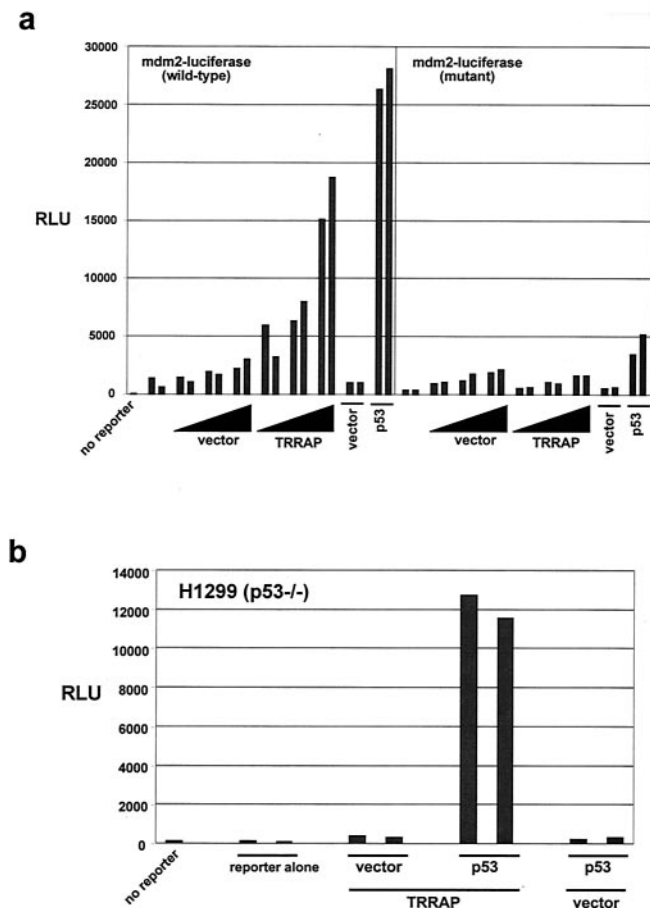 a
30000
25000
20000
15000
10000
5000
0
RLU
mdm2-luciferase
(wild-type)
mdm2-luciferase
(mutant)
no reporter
vector
TRRAP
vector
p53
vector
TRRAP
vector
p53
b
14000
12000
10000
8000
6000
4000
2000
0
RLU
H1299 (p53-/-)
no reporter
reporter alone
vector
p53
p53
TRRAP
vector